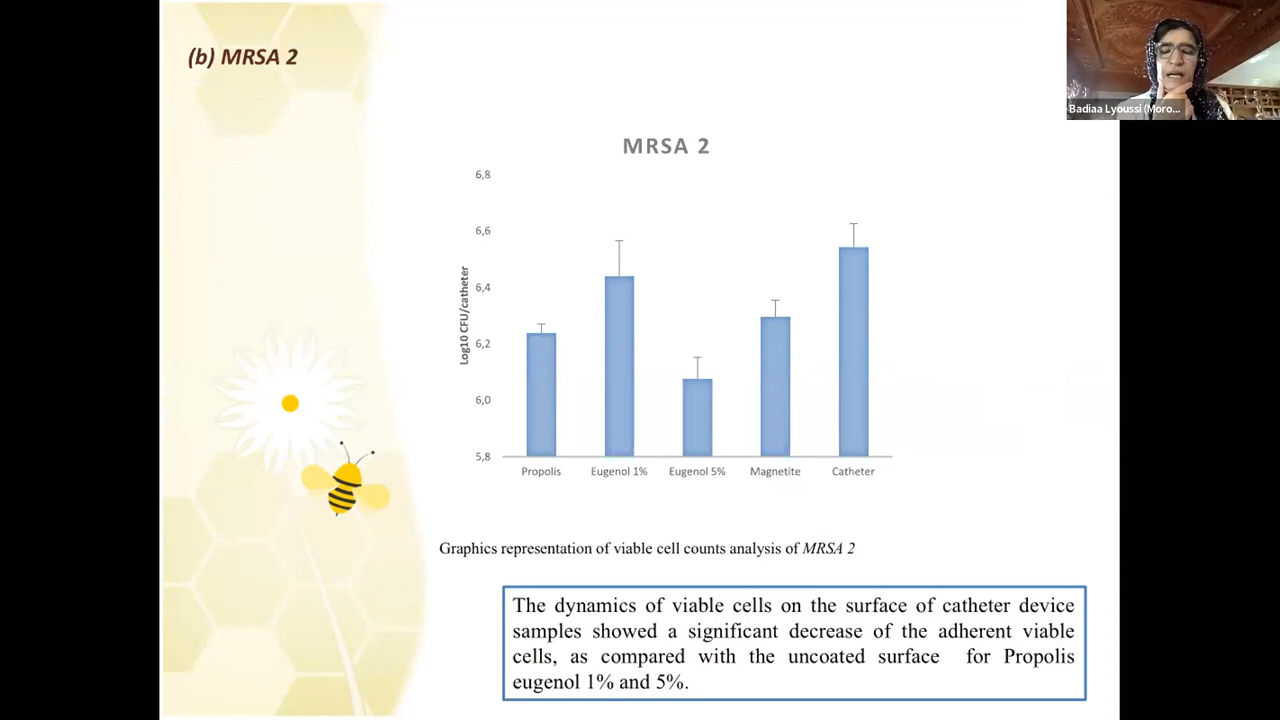 (b) MRSA 2
Badiaa Lyoussi (Moro...
MRSA 2
6,8
6,6
6,4
6,2
6,0
5,8
Log10 CFU/catheter
Propolis Eugenol 1% Eugenol 5% Magnetite Catheter
Graphics representation of viable cell counts analysis of MRSA 2
The dynamics of viable cells on the surface of catheter device
samples showed a significant decrease of the adherent viable
cells, as compared with the uncoated surface for Propolis
eugenol 1% and 5%.